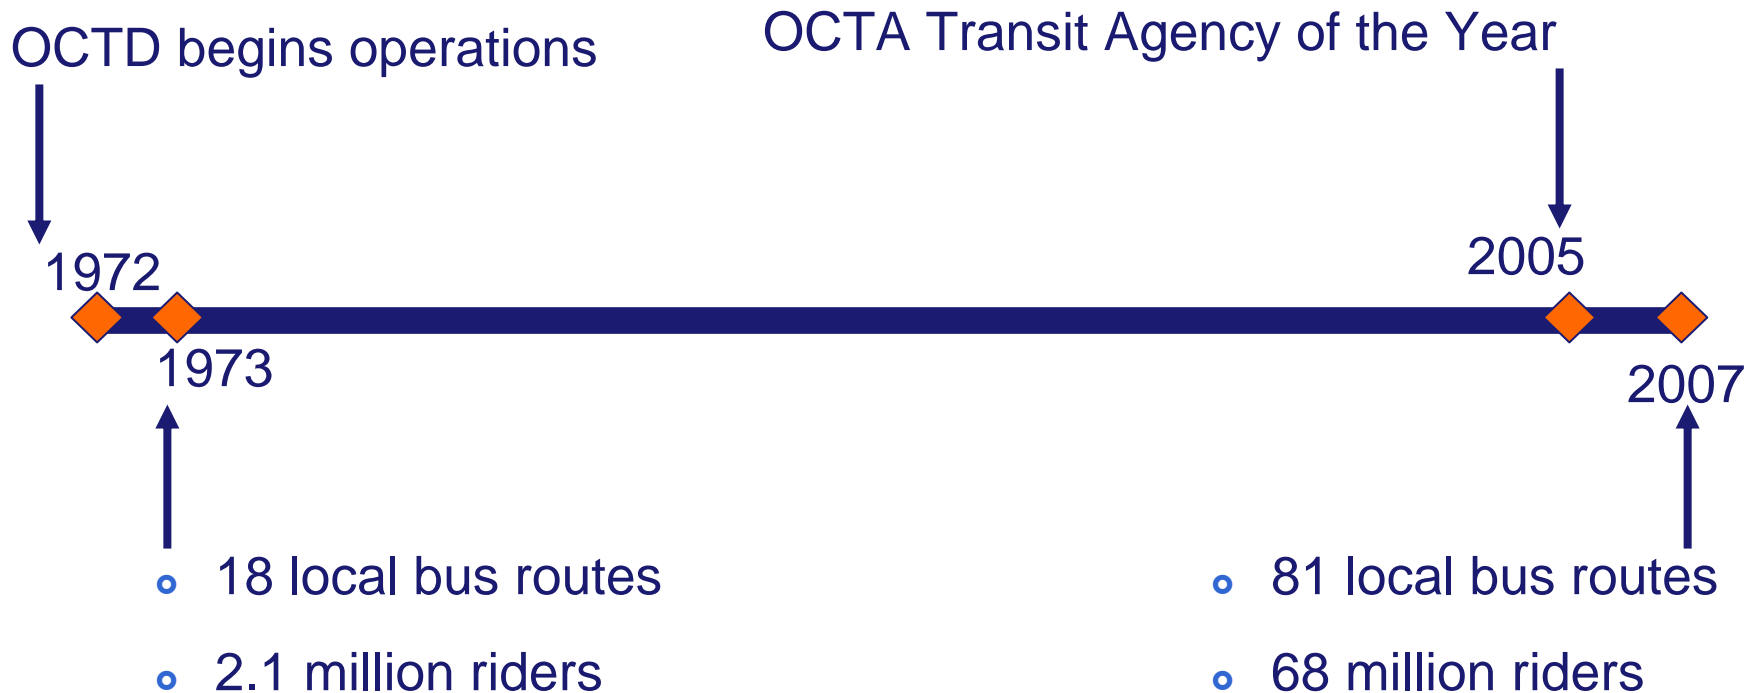 OCTD begins operations
OCTA Transit Agency of the Year
1972
2005
1973
2007
18 local bus routes
2.1 million riders
81 local bus routes
68 million riders